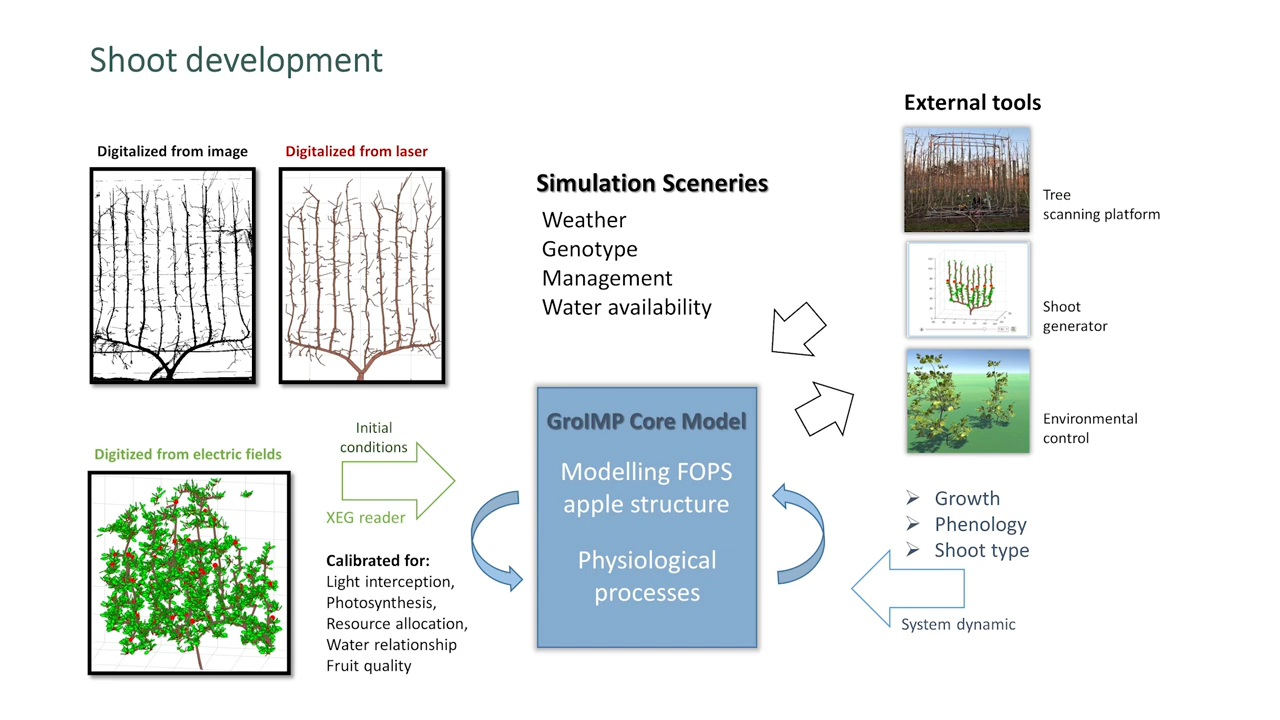 Shoot development
Digitalized from image
Digitalized from laser
Digitized from electric fields
Initial
conditions
XEG reader
Calibrated for:
Light interception,
Photosynthesis,
Resource allocation,
Water relationship
Fruit quality
Simulation Sceneries
Weather
Genotype
Management
Water availability
GroIMP Core Model
Modelling FOPS
apple structure
Physiological
processes
External tools
Tree
scanning platform
Shoot
generator
Environmental
control
Growth
Phenology
Shoot type
System dynamic